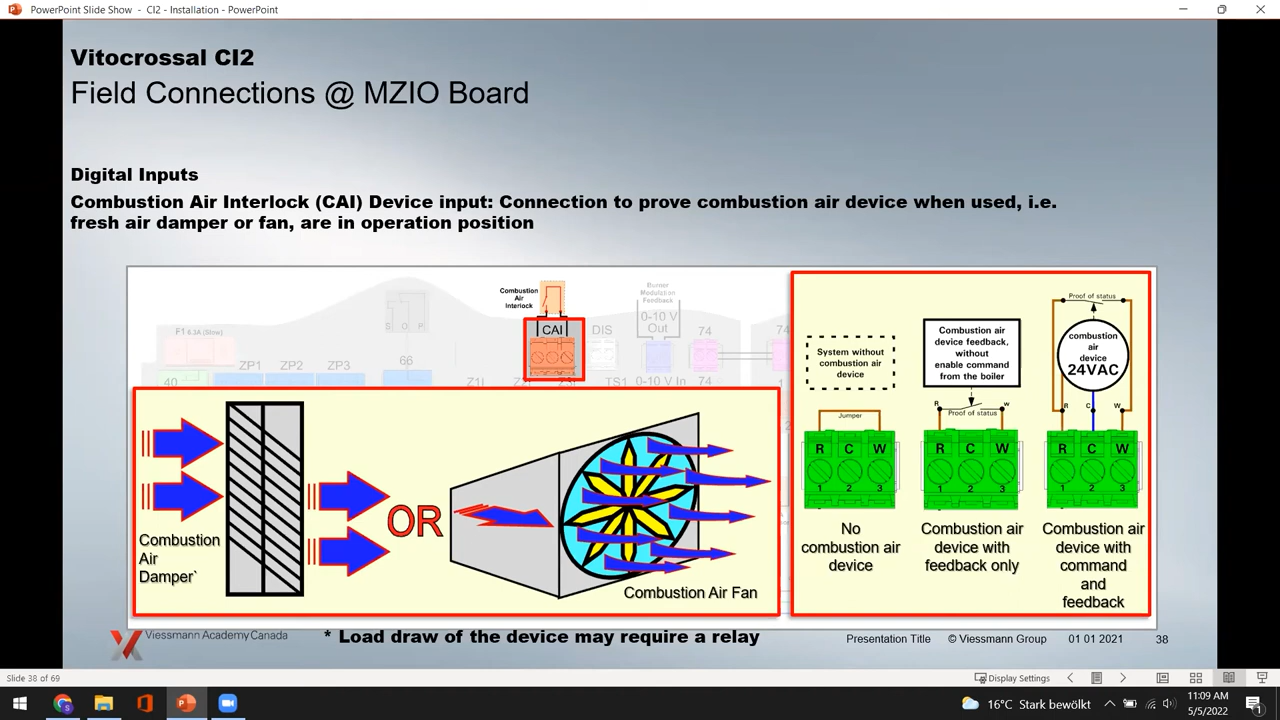 PowerPoint Slide Show - CI2 - Installation - PowerPoint
Vitocrossal CI2
Field Connections @ MZIO Board
Digital Inputs
Combustion Air Interlock (CAI) Device input: Connection to prove combustion air device when used, i.e.
fresh air damper or fan, are in operation position
Combustion
Air
Interlock
Burner
Modulation
Feedback
S O P
F1 6.3A (Slow)
CAI
DIS
0-10 V
Out
74
ZP1
ZP2
ZP3
66
40
TS1
0-10 V In
74
Combustion
Air
Damper`
OR
Combustion Air Fan
System without
combustion air
device
Jumper
R C W
1 2 3
No
combustion air
device
Combustion air
device feedback,
without
enable command
from the boiler
R w
Proof of status
R C W
1 2 3
Combustion air
device with
feedback only
Proof of status
combustion
air
device
24VAC
R C W
R C W
1 2 3
Combustion air
device with
command
and
feedback
Viessmann Academy Canada
* Load draw of the device may require a relay
Presentation Title © Viessmann Group 01 01 2021 38
Slide 38 of 69
Display Settings
16°C Stark bewölkt
11:09 AM
5/5/2022
1